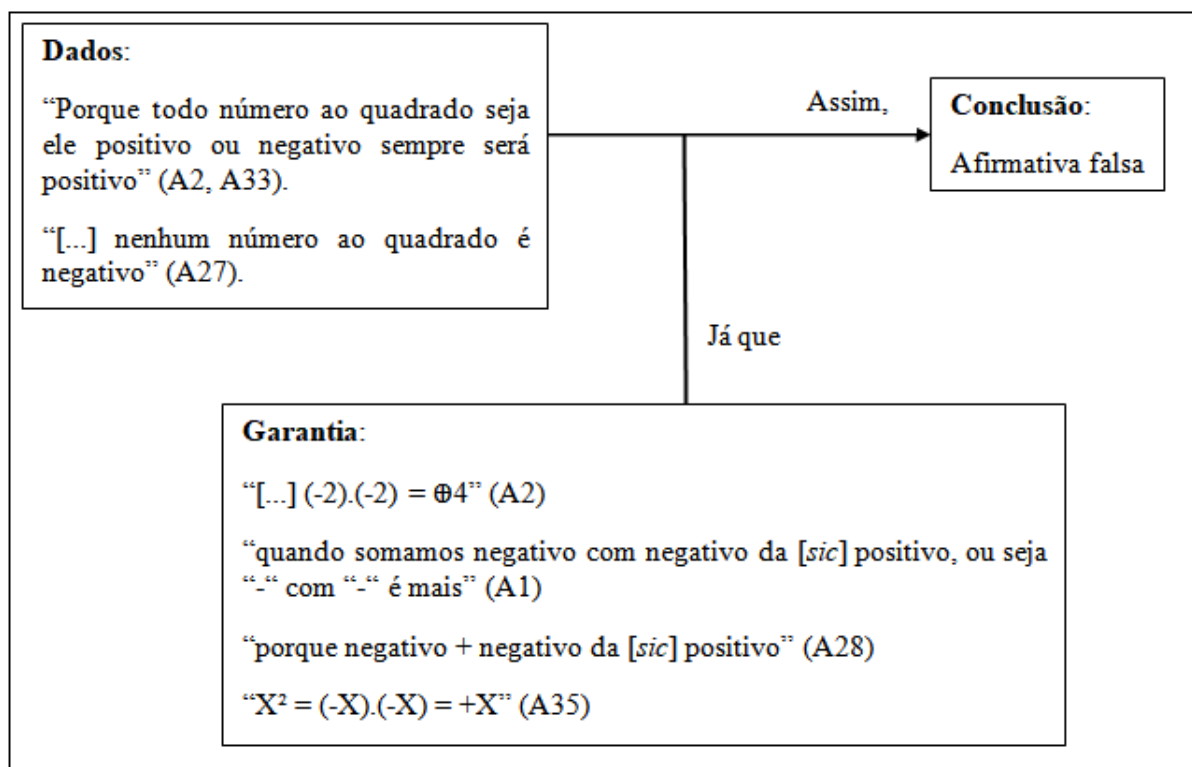 Dados:
“Porque todo número ao quadrado seja
ele positivo ou negativo sempre será
positivo” (A2, A33).
“[...] nenhum número ao quadrado é
negativo” (A27).
Assim,
Conclusão:
Afirmativa falsa
Já que
Garantia:
“[...] (-2).(-2) = ⊕4” (A2)
“quando somamos negativo com negativo da [sic] positivo, ou seja
“-“ com “-“ é mais” (A1)
“porque negativo + negativo da [sic] positivo” (A28)
“X² = (-X).(-X) = +X” (A35)